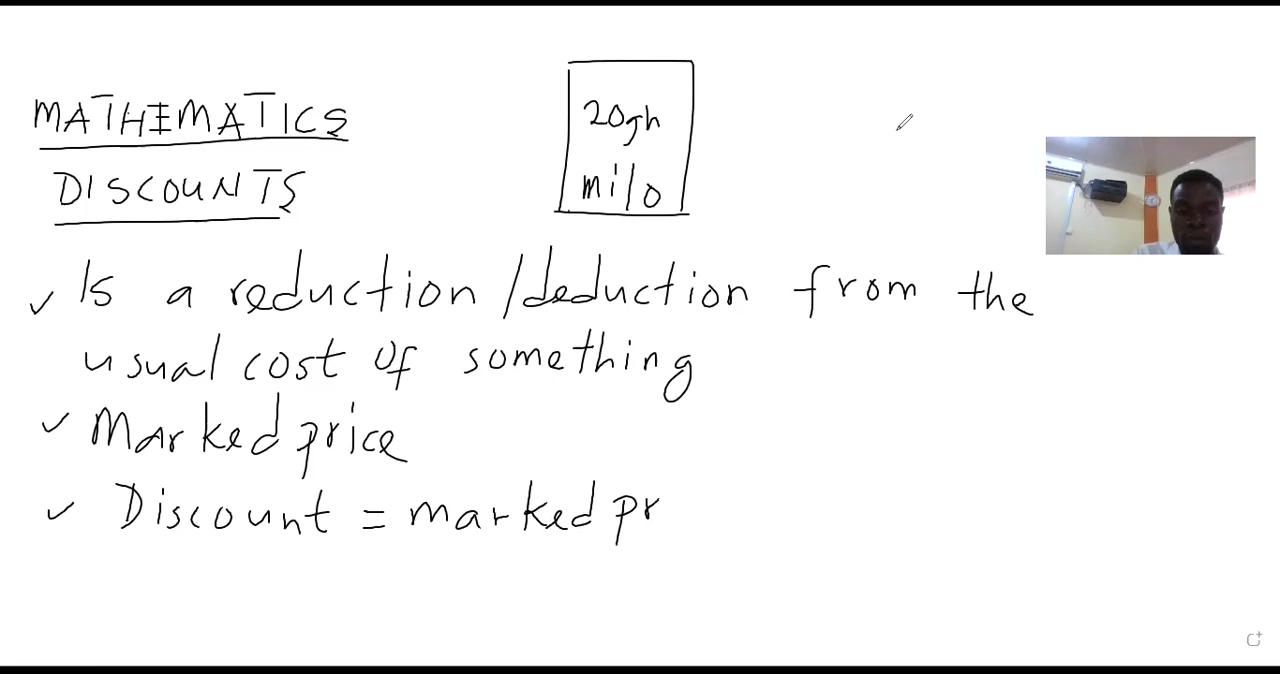 MATHEMATICS
DISCOUNTS
20gh
milo
✓ Is a reduction/deduction from the
usual cost of something
✓ Marked price
✓ Discount = marked pr